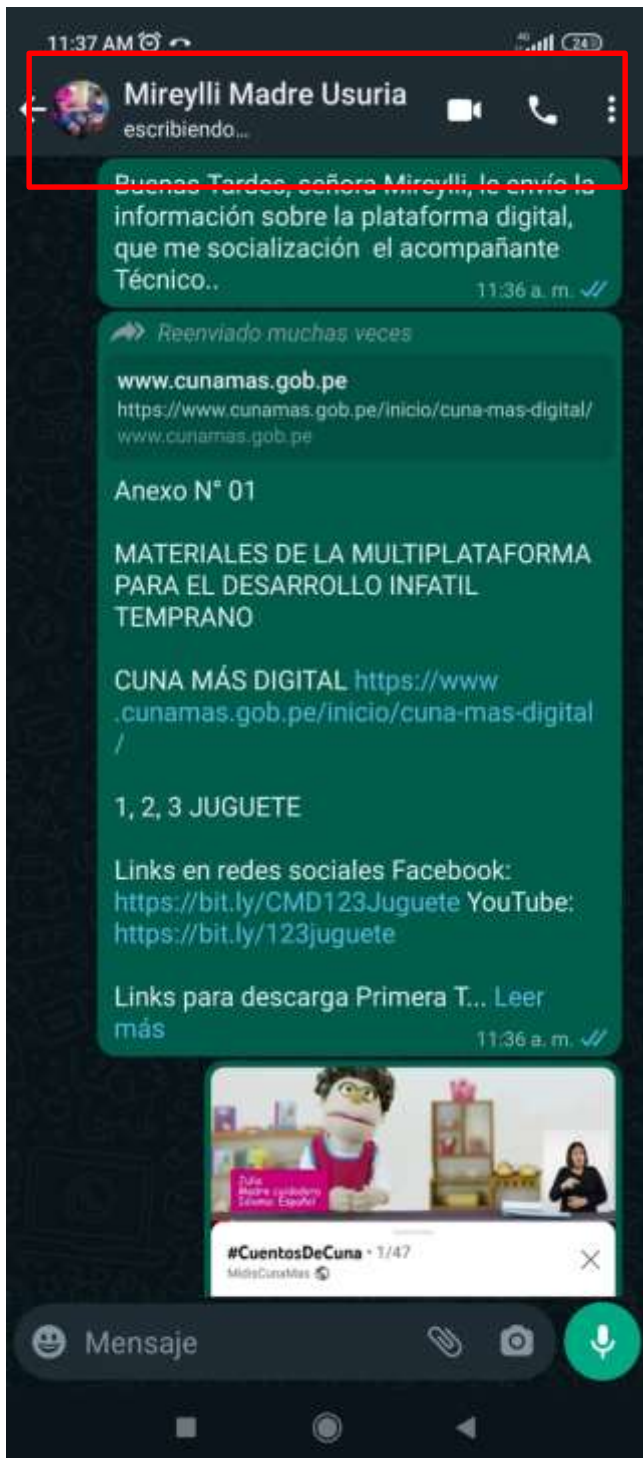 11:37 AM
4G 24
Mireylli Madre Usuria
escribiendo...
Buenas Tardes, señora Mireylli, le envío la
información sobre la plataforma digital,
que me socialización el acompañante
Técnico..
11:36 a. m.
Reenviado muchas veces
www.cunamas.gob.pe
https://www.cunamas.gob.pe/inicio/cuna-mas-digital/
www.cunamas.gob.pe
Anexo N° 01
MATERIALES DE LA MULTIPLATAFORMA
PARA EL DESARROLLO INFATIL
TEMPRANO
CUNA MÁS DIGITAL https://www
.cunamas.gob.pe/inicio/cuna-mas-digital
/
1, 2, 3 JUGUETE
Links en redes sociales Facebook:
https://bit.ly/CMD123Juguete YouTube:
https://bit.ly/123juguete
Links para descarga Primera T... Leer
más
11:36 a. m.
Julia
Madre cuidadora
Idioma: Español
#CuentosDeCuna • 1/47
MidisCunaMas
Mensaje